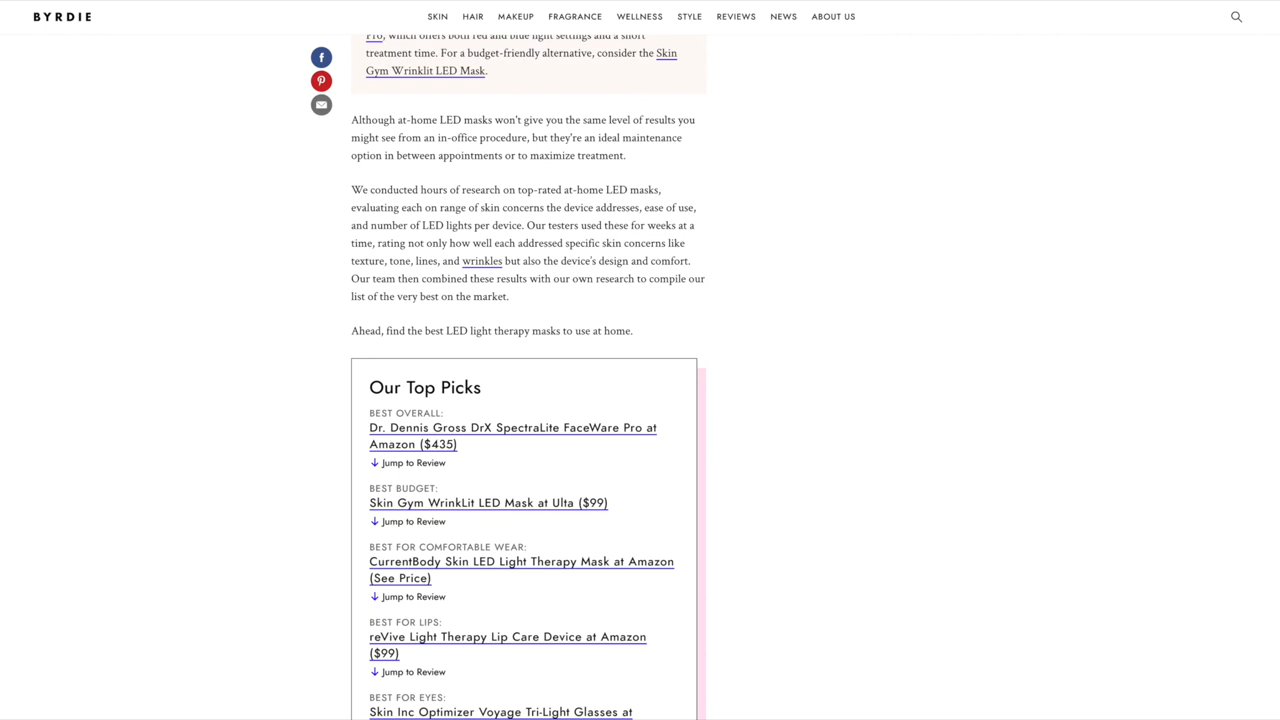 BYRDIE
SKIN HAIR MAKEUP FRAGRANCE WELLNESS STYLE REVIEWS NEWS ABOUT US
Pro, which offers both red and blue light settings and a short
treatment time. For a budget-friendly alternative, consider the Skin
Gym Wrinklit LED Mask.
Although at-home LED masks won't give you the same level of results you
might see from an in-office procedure, but they're an ideal maintenance
option in between appointments or to maximize treatment.
We conducted hours of research on top-rated at-home LED masks,
evaluating each on range of skin concerns the device addresses, ease of use,
and number of LED lights per device. Our testers used these for weeks at a
time, rating not only how well each addressed specific skin concerns like
texture, tone, lines, and wrinkles but also the device's design and comfort.
Our team then combined these results with our own research to compile our
list of the very best on the market.
Ahead, find the best LED light therapy masks to use at home.
Our Top Picks
BEST OVERALL:
Dr. Dennis Gross DrX SpectraLite FaceWare Pro at
Amazon ($435)
Jump to Review
BEST BUDGET:
Skin Gym WrinkLit LED Mask at Ulta ($99)
Jump to Review
BEST FOR COMFORTABLE WEAR:
CurrentBody Skin LED Light Therapy Mask at Amazon
(See Price)
Jump to Review
BEST FOR LIPS:
reVive Light Therapy Lip Care Device at Amazon
($99)
Jump to Review
BEST FOR EYES:
Skin Inc Optimizer Voyage Tri-Light Glasses at